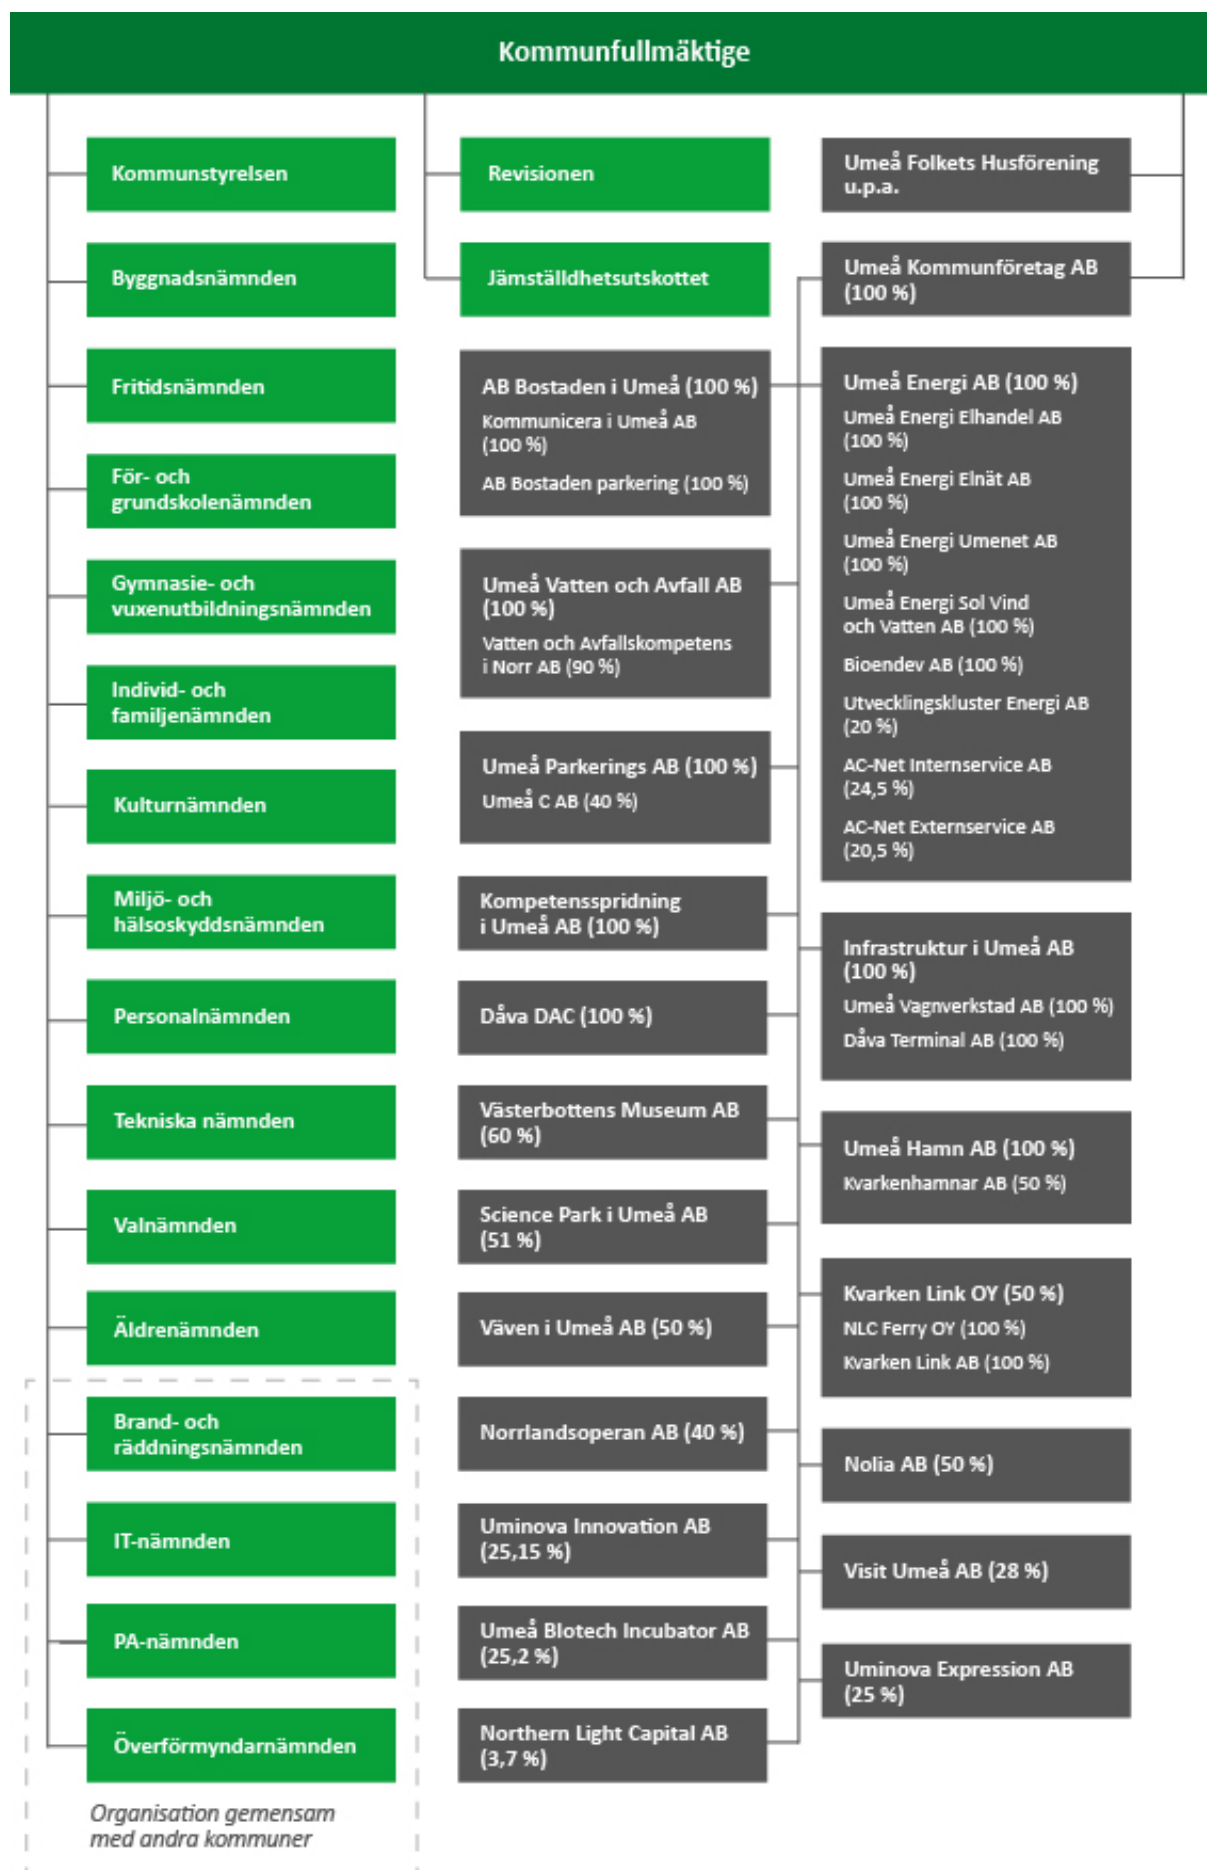 Kommunfullmäktige
Kommunstyrelsen
Byggnadsnämnden
Fritidsnämnden
För- och
grundskolenämnden
Gymnasie- och
vuxenutbildningsnämnden
Individ- och
familjenämnden
Kulturnämnden
Miljö- och
hälsoskyddsnämnden
Personalnämnden
Tekniska nämnden
Valnämnden
Äldrenämnden
Brand- och
räddningsnämnden
IT-nämnden
PA-nämnden
Överförmyndarnämnden
Organisation gemensam
med andra kommuner
Revisionen
Jämställdhetsutskottet
AB Bostaden i Umeå (100 %)
Kommunicera i Umeå AB
(100 %)
AB Bostaden parkering (100 %)
Umeå Vatten och Avfall AB
(100 %)
Vatten och Avfallskompetens
i Norr AB (90 %)
Umeå Parkerings AB (100 %)
Umeå C AB (40 %)
Kompetensspridning
i Umeå AB (100 %)
Dåva DAC (100 %)
Västerbottens Museum AB
(60 %)
Science Park i Umeå AB
(51 %)
Väven i Umeå AB (50 %)
Norrlandsoperan AB (40 %)
Uminova Innovation AB
(25,15 %)
Umeå BIotech Incubator AB
(25,2 %)
Northern Light Capital AB
(3,7 %)
Umeå Folkets Husförening
u.p.a.
Umeå Kommunföretag AB
(100 %)
Umeå Energi AB (100 %)
Umeå Energi Elhandel AB
(100 %)
Umeå Energi Elnät AB
(100 %)
Umeå Energi Umenet AB
(100 %)
Umeå Energi Sol Vind
och Vatten AB (100 %)
Bioendev AB (100 %)
Utvecklingskluster Energi AB
(20 %)
AC-Net Internservice AB
(24,5 %)
AC-Net Externservice AB
(20,5 %)
Infrastruktur i Umeå AB
(100 %)
Umeå Vagnverkstad AB (100 %)
Dåva Terminal AB (100 %)
Umeå Hamn AB (100 %)
Kvarkenhamnar AB (50 %)
Kvarken Link OY (50 %)
NLC Ferry OY (100 %)
Kvarken Link AB (100 %)
Nolia AB (50 %)
Visit Umeå AB (28 %)
Uminova Expression AB
(25 %)